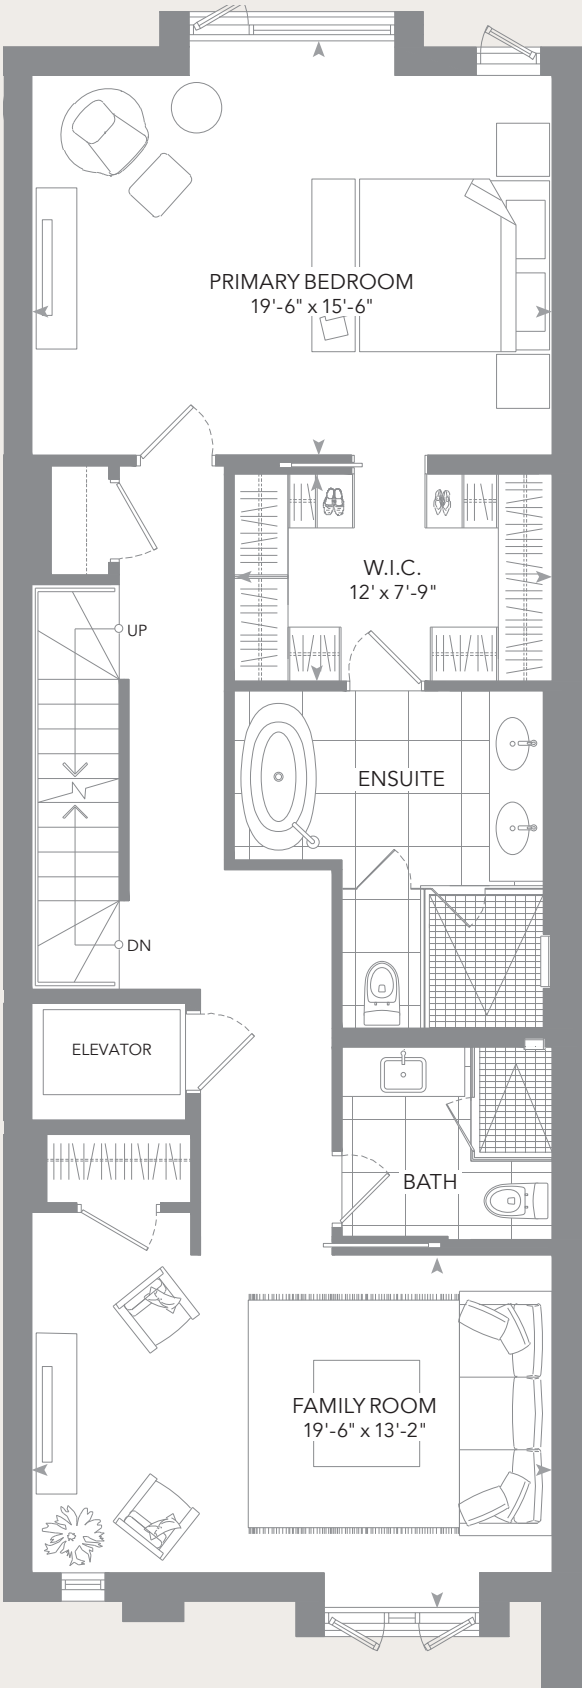 PRIMARY BEDROOM
19'-6" x 15'-6"
W.I.C.
12' x 7'-9"
UP
ENSUITE
DN
ELEVATOR
BATH
FAMILY ROOM
19'-6" x 13'-2"